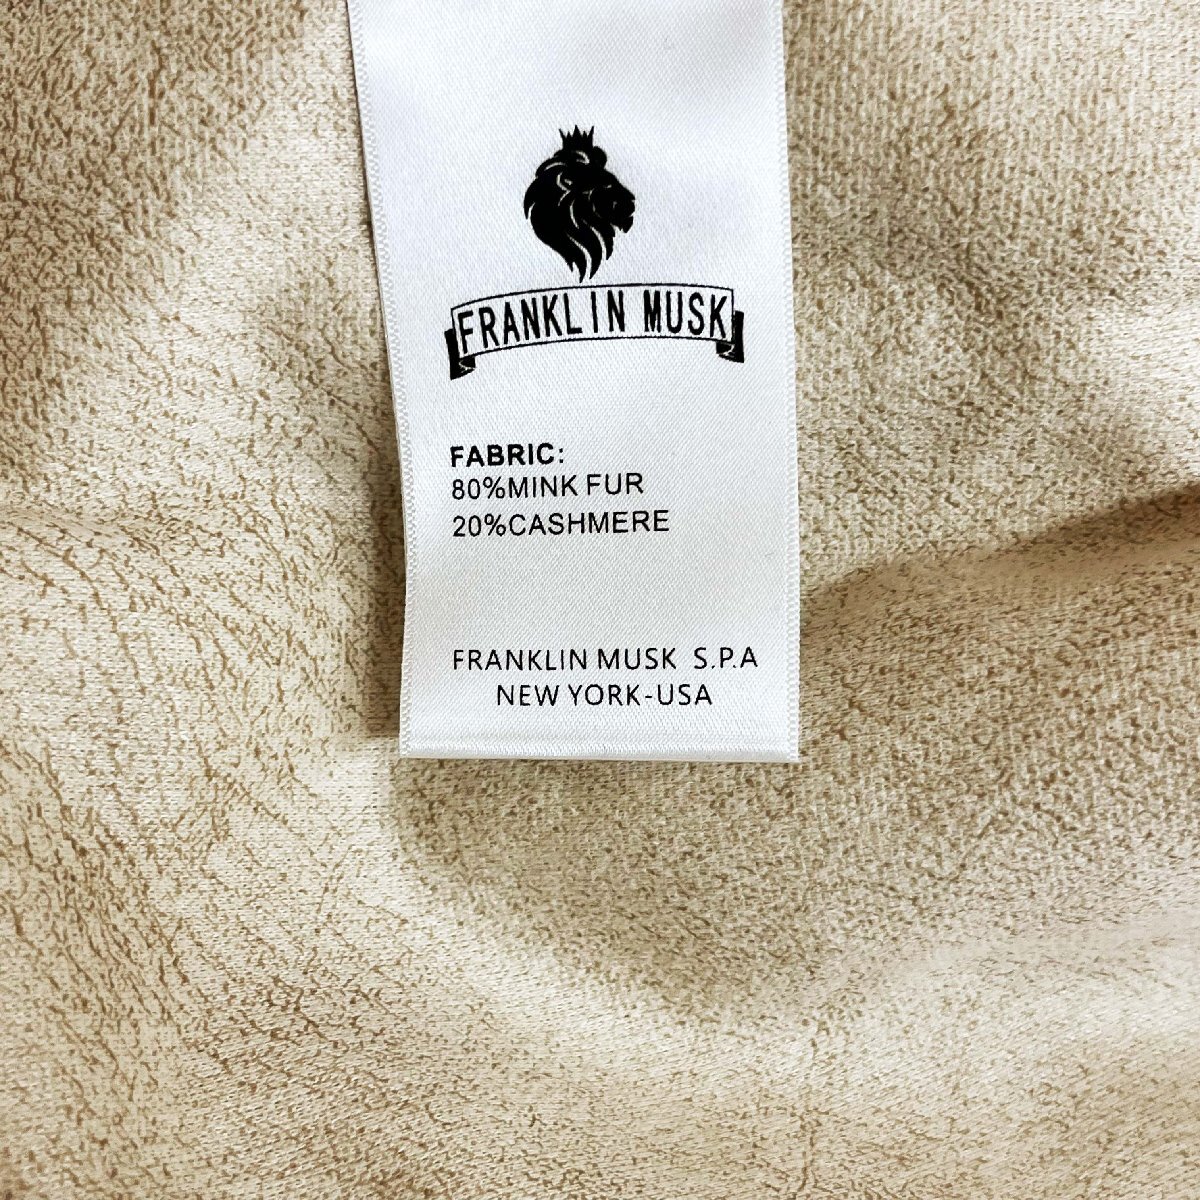 FRANKLIN MUSK
FABRIC:
80%MINK FUR
20%CASHMERE
FRANKLIN MUSK S.P.A
NEW YORK-USA